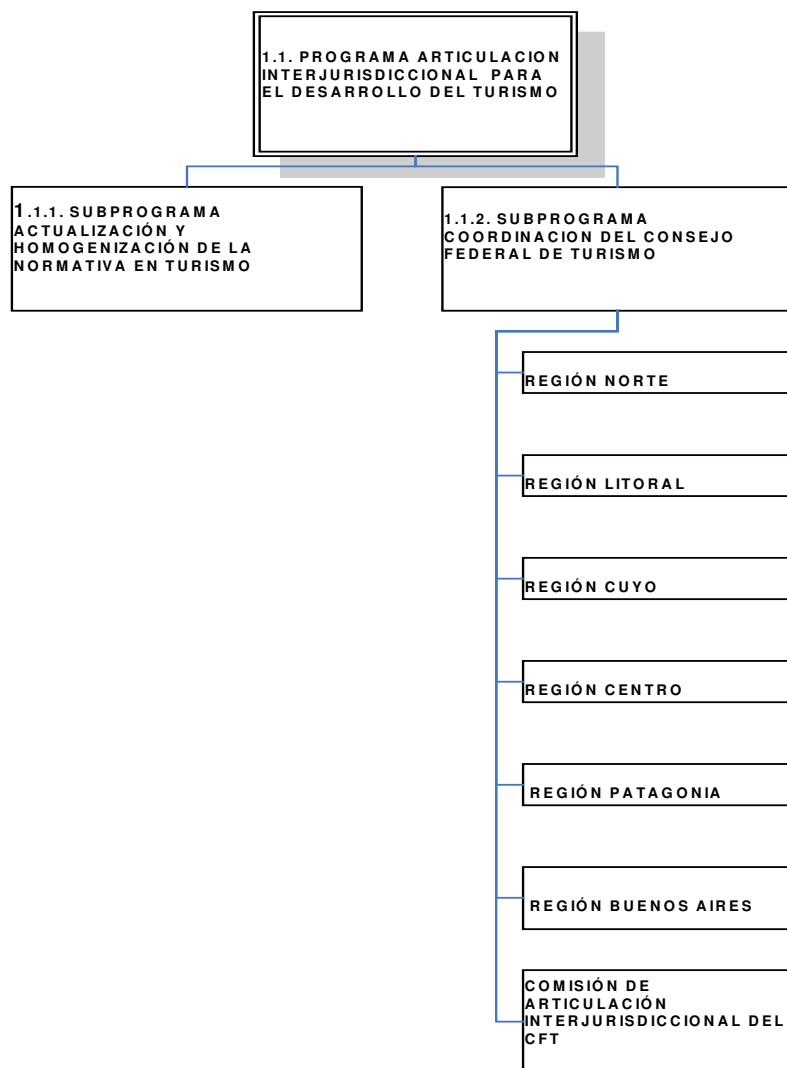 1.1. PROGRAMA ARTICULACION
INTERJURISDICCIONAL PARA
EL DESARROLLO DEL TURISMO
1.1.1. SUBPROGRAMA
ACTUALIZACIÓN Y
HOMOGENIZACIÓN DE LA
NORMATIVA EN TURISMO
1.1.2. SUBPROGRAMA
COORDINACION DEL CONSEJO
FEDERAL DE TURISMO
REGIÓN NORTE
REGIÓN LITORAL
REGIÓN CUYO
REGIÓN CENTRO
REGIÓN PATAGONIA
REGIÓN BUENOS AIRES
COMISIÓN DE
ARTICULACIÓN
INTERJURISDICCIONAL DEL
CFT